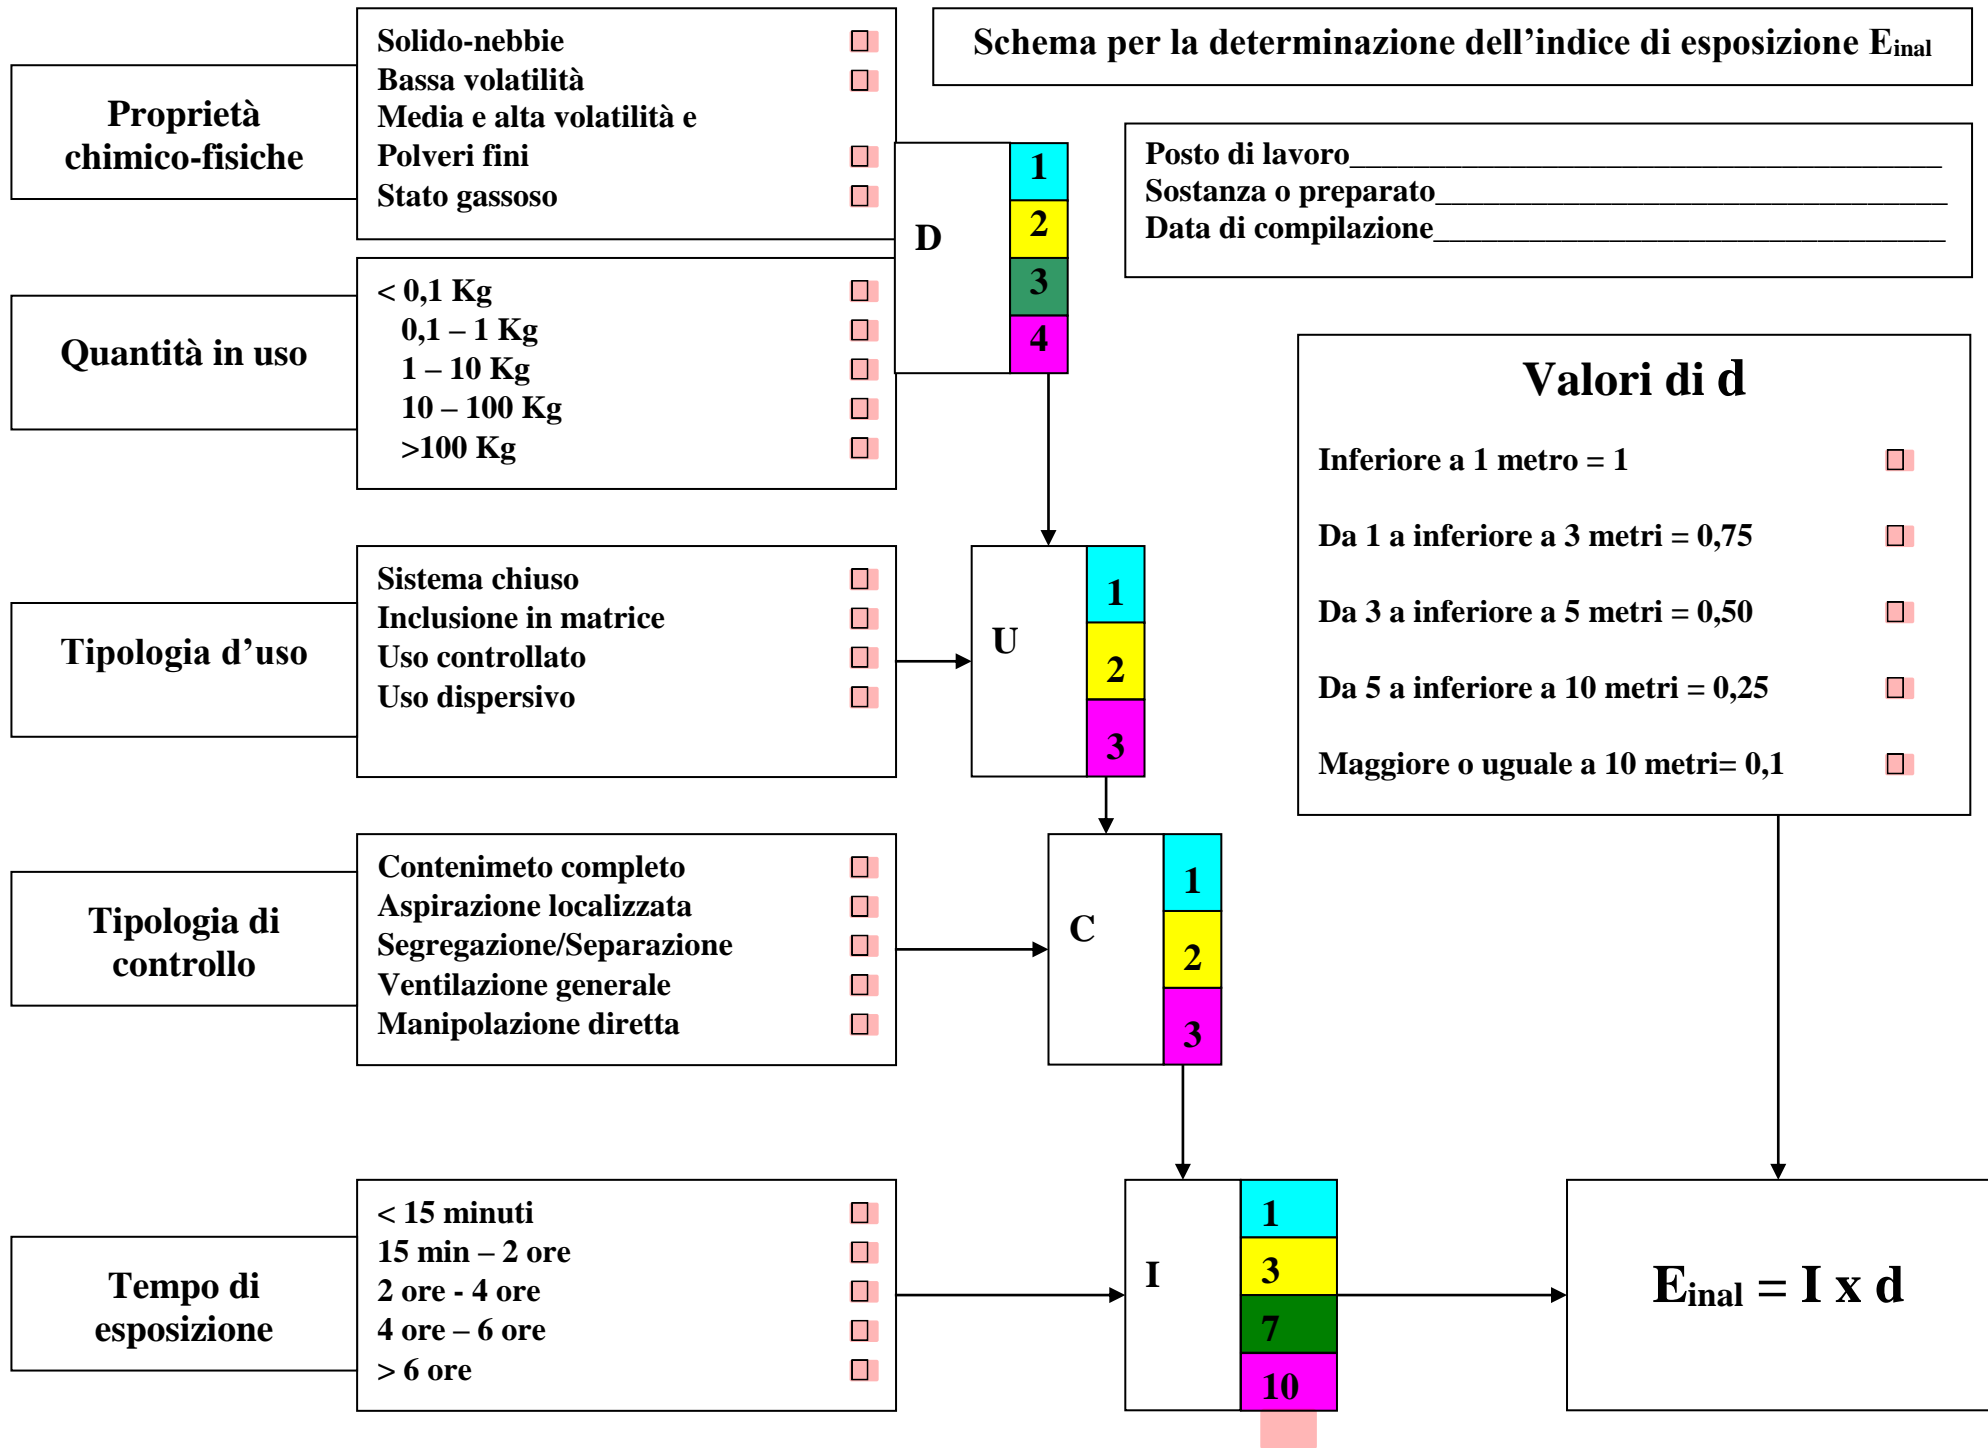 Schema per la determinazione dell’indice di esposizione Einal
Posto di lavoro_____________________________________
Sostanza o preparato________________________________
Data di compilazione________________________________
Proprietà
chimico-fisiche
Solido-nebbie
Bassa volatilità
Media e alta volatilità e
Polveri fini
Stato gassoso
D
1
2
3
4
Quantità in uso
< 0,1 Kg
0,1 – 1 Kg
1 – 10 Kg
10 – 100 Kg
>100 Kg
Valori di d
Inferiore a 1 metro = 1
Da 1 a inferiore a 3 metri = 0,75
Da 3 a inferiore a 5 metri = 0,50
Da 5 a inferiore a 10 metri = 0,25
Maggiore o uguale a 10 metri= 0,1
Tipologia d’uso
Sistema chiuso
Inclusione in matrice
Uso controllato
Uso dispersivo
U
1
2
3
Tipologia di
controllo
Contenimeto completo
Aspirazione localizzata
Segregazione/Separazione
Ventilazione generale
Manipolazione diretta
C
1
2
3
Tempo di
esposizione
< 15 minuti
15 min – 2 ore
2 ore - 4 ore
4 ore – 6 ore
> 6 ore
I
1
3
7
10
Einal = I x d